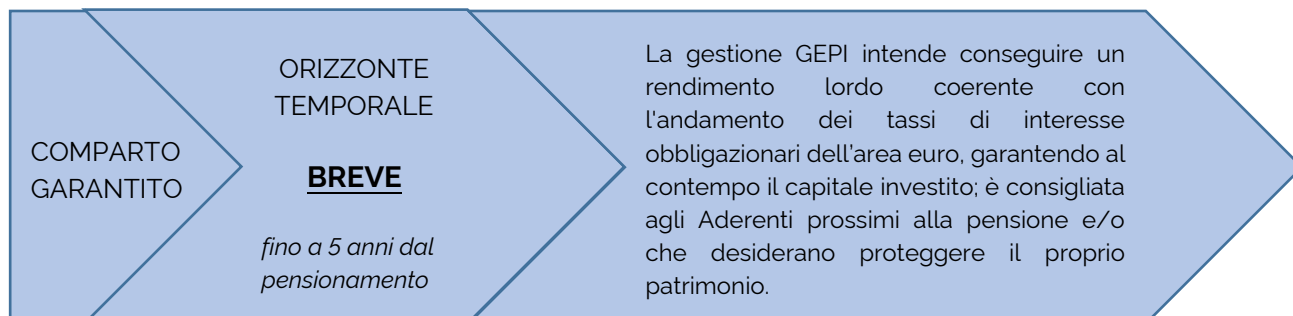 COMPARTO
GARANTITO
ORIZZONTE
TEMPORALE
BREVE
fino a 5 anni dal
pensionamento
La gestione GEPI intende conseguire un
rendimento lordo coerente con
l'andamento dei tassi di interesse
obbligazionari dell'area euro, garantendo al
contempo il capitale investito; è consigliata
agli Aderenti prossimi alla pensione e/o
che desiderano proteggere il proprio
patrimonio.